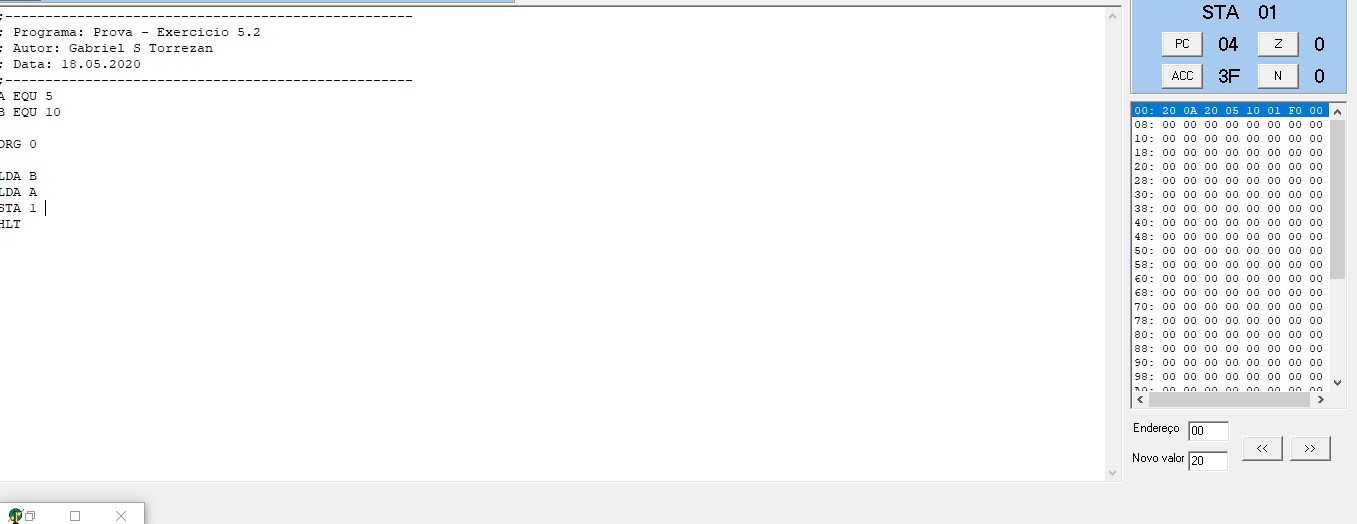 ;--------------------------------------------------
; Programa: Prova - Exercicio 5.2
; Autor: Gabriel S Torrezan
; Data: 18.05.2020
;--------------------------------------------------
A EQU 5
B EQU 10
ORG 0
LDA B
LDA A
STA 1
HLT
STA 01
PC 04 Z 0
ACC 3F N 0
00: 20 0A 20 05 10 01 F0 00
08: 00 00 00 00 00 00 00 00
10: 00 00 00 00 00 00 00 00
18: 00 00 00 00 00 00 00 00
20: 00 00 00 00 00 00 00 00
28: 00 00 00 00 00 00 00 00
30: 00 00 00 00 00 00 00 00
38: 00 00 00 00 00 00 00 00
40: 00 00 00 00 00 00 00 00
48: 00 00 00 00 00 00 00 00
50: 00 00 00 00 00 00 00 00
58: 00 00 00 00 00 00 00 00
60: 00 00 00 00 00 00 00 00
68: 00 00 00 00 00 00 00 00
70: 00 00 00 00 00 00 00 00
78: 00 00 00 00 00 00 00 00
80: 00 00 00 00 00 00 00 00
88: 00 00 00 00 00 00 00 00
90: 00 00 00 00 00 00 00 00
98: 00 00 00 00 00 00 00 00
Endereço 00
Novo valor 20
<< >>